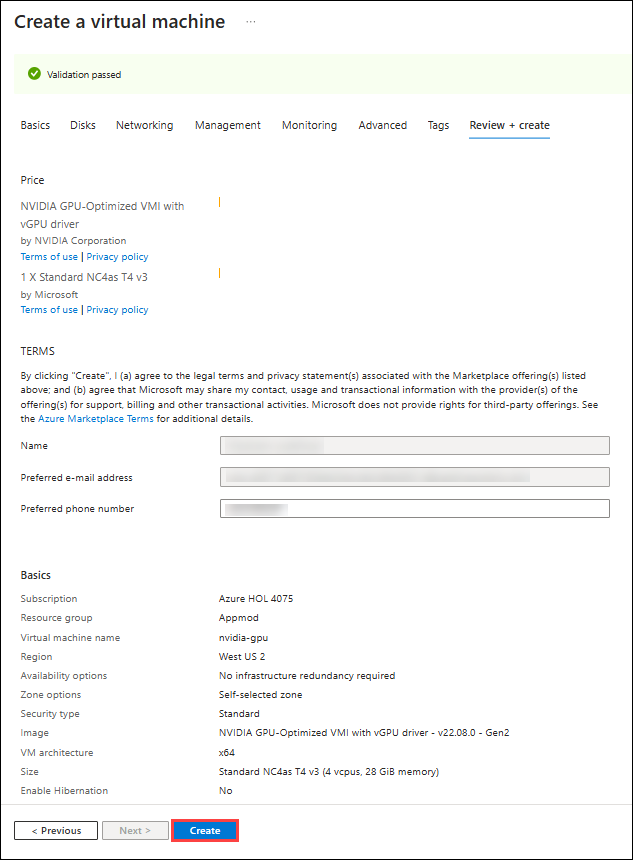 Create a virtual machine ...
Validation passed
Basics Disks Networking Management Monitoring Advanced Tags Review + create
Price
NVIDIA GPU-Optimized VMI with
vGPU driver
by NVIDIA Corporation
Terms of use | Privacy policy
1 X Standard NC4as T4 v3
by Microsoft
Terms of use | Privacy policy
TERMS
By clicking "Create", I (a) agree to the legal terms and privacy statement(s) associated with the Marketplace offering(s) listed
above; and (b) agree that Microsoft may share my contact, usage and transactional information with the provider(s) of the
offering(s) for support, billing and other transactional activities. Microsoft does not provide rights for third-party offerings. See
the Azure Marketplace Terms for additional details.
Name
Preferred e-mail address
Preferred phone number
Basics
Subscription Azure HOL 4075
Resource group Appmod
Virtual machine name nvidia-gpu
Region West US 2
Availability options No infrastructure redundancy required
Zone options Self-selected zone
Security type Standard
Image NVIDIA GPU-Optimized VMI with vGPU driver - v22.08.0 - Gen2
VM architecture x64
Size Standard NC4as T4 v3 (4 vcpus, 28 GiB memory)
Enable Hibernation No
< Previous Next > Create